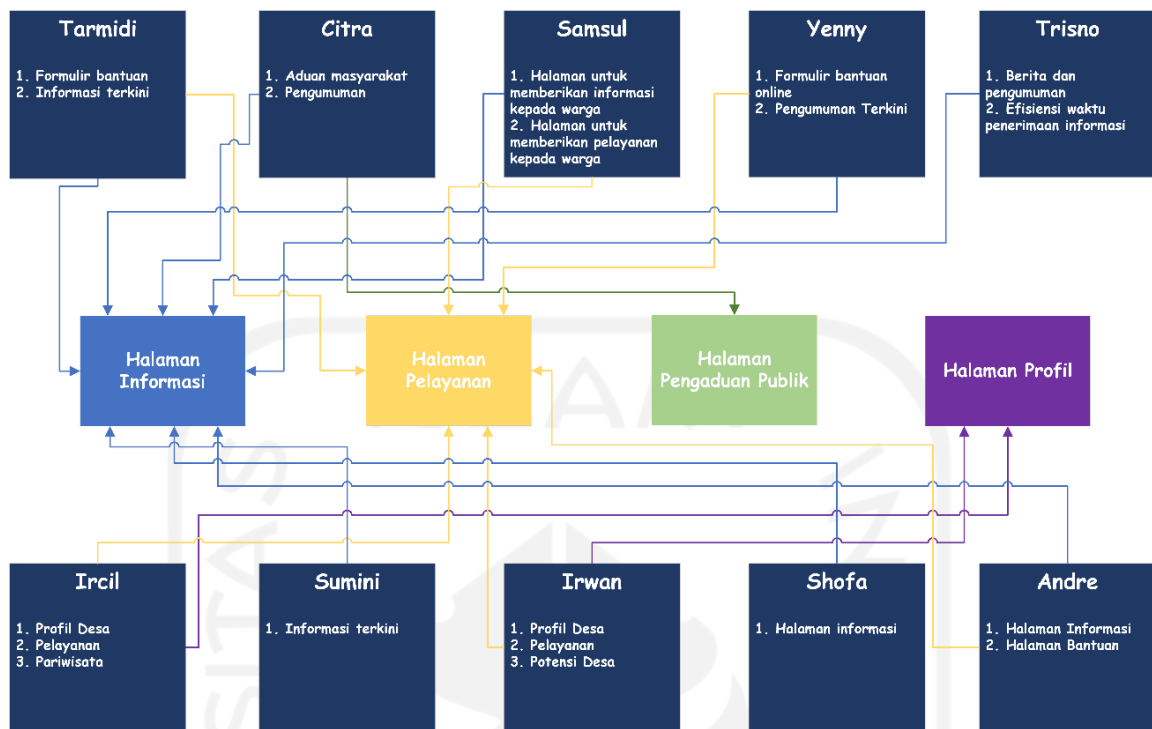 Tarmidi
1. Formulir bantuan
2. Informasi terkini
Citra
1. Aduan masyarakat
2. Pengumuman
Samsul
1. Halaman untuk
memberikan informasi
kepada warga
2. Halaman untuk
memberikan pelayanan
kepada warga
Yenny
1. Formulir bantuan
online
2. Pengumuman Terkini
Trisno
1. Berita dan
pengumuman
2. Efisiensi waktu
penerimaan informasi
Halaman
Informasi
Halaman
Pelayanan
Halaman
Pengaduan Publik
Halaman Profil
Ircil
1. Profil Desa
2. Pelayanan
3. Pariwisata
Sumini
1. Informasi terkini
Irwan
1. Profil Desa
2. Pelayanan
3. Potensi Desa
Shofa
1. Halaman informasi
Andre
1. Halaman Informasi
2. Halaman Bantuan